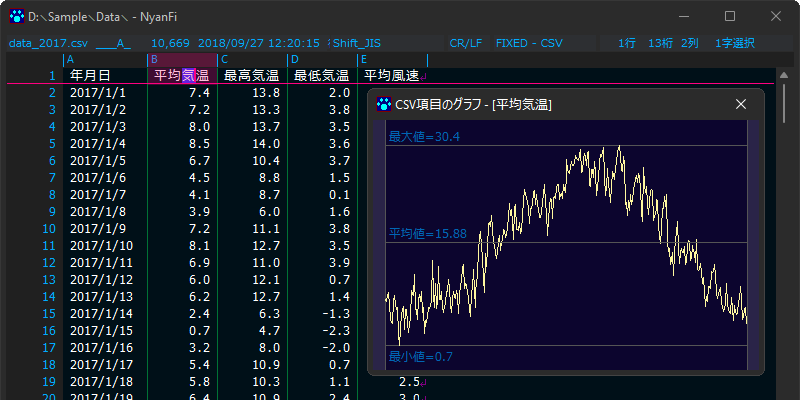 D:\Sample\Data\ - NyanFi
data_2017.csv ___A_ 10,669 2018/09/27 12:20:15 Shift_JIS CR/LF FIXED - CSV 1行 13桁 2列 1字選択
A B C D E
1 年月日 平均気温 最高気温 最低気温 平均風速
2 2017/1/1 7.4 13.8 2.0
3 2017/1/2 7.2 13.3 3.8
4 2017/1/3 8.0 13.7 3.5
5 2017/1/4 8.5 14.0 3.6
6 2017/1/5 6.7 10.4 3.7
7 2017/1/6 4.5 8.8 1.5
8 2017/1/7 4.1 8.7 0.1
9 2017/1/8 3.9 6.0 1.6
10 2017/1/9 7.2 11.1 3.8
11 2017/1/10 8.1 12.7 3.5
12 2017/1/11 6.9 11.0 3.9
13 2017/1/12 6.0 12.1 0.7
14 2017/1/13 6.2 12.7 1.4
15 2017/1/14 2.4 6.3 -1.3
16 2017/1/15 0.7 4.7 -2.3
17 2017/1/16 3.2 8.0 -2.0
18 2017/1/17 5.4 10.9 0.7
19 2017/1/18 5.8 10.3 1.1 2.5
20 2017/1/19 6.4 10.9 2.4 3.0
CSV項目のグラフ - [平均気温]
最大値=30.4
平均値=15.88
最小値=0.7